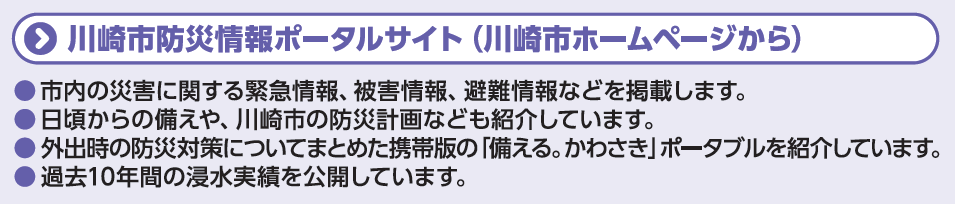 川崎市防災情報ポータルサイト（川崎市ホームページから）
●市内の災害に関する緊急情報、被害情報、避難情報などを掲載します。
●日頃からの備えや、川崎市の防災計画なども紹介しています。
●外出時の防災対策についてまとめた携帯版の「備える。かわさき」ポータブルを紹介しています。
●過去10年間の浸水実績を公開しています。